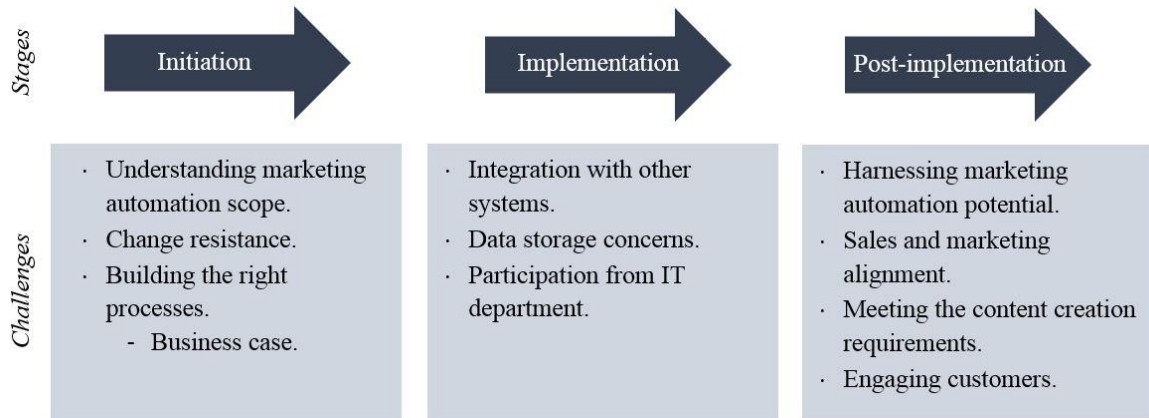 Stages
Initiation
Implementation
Post-implementation
Challenges
· Understanding marketing
automation scope.
· Change resistance.
· Building the right
processes.
- Business case.
· Integration with other
systems.
· Data storage concerns.
· Participation from IT
department.
· Harnessing marketing
automation potential.
· Sales and marketing
alignment.
· Meeting the content creation
requirements.
· Engaging customers.